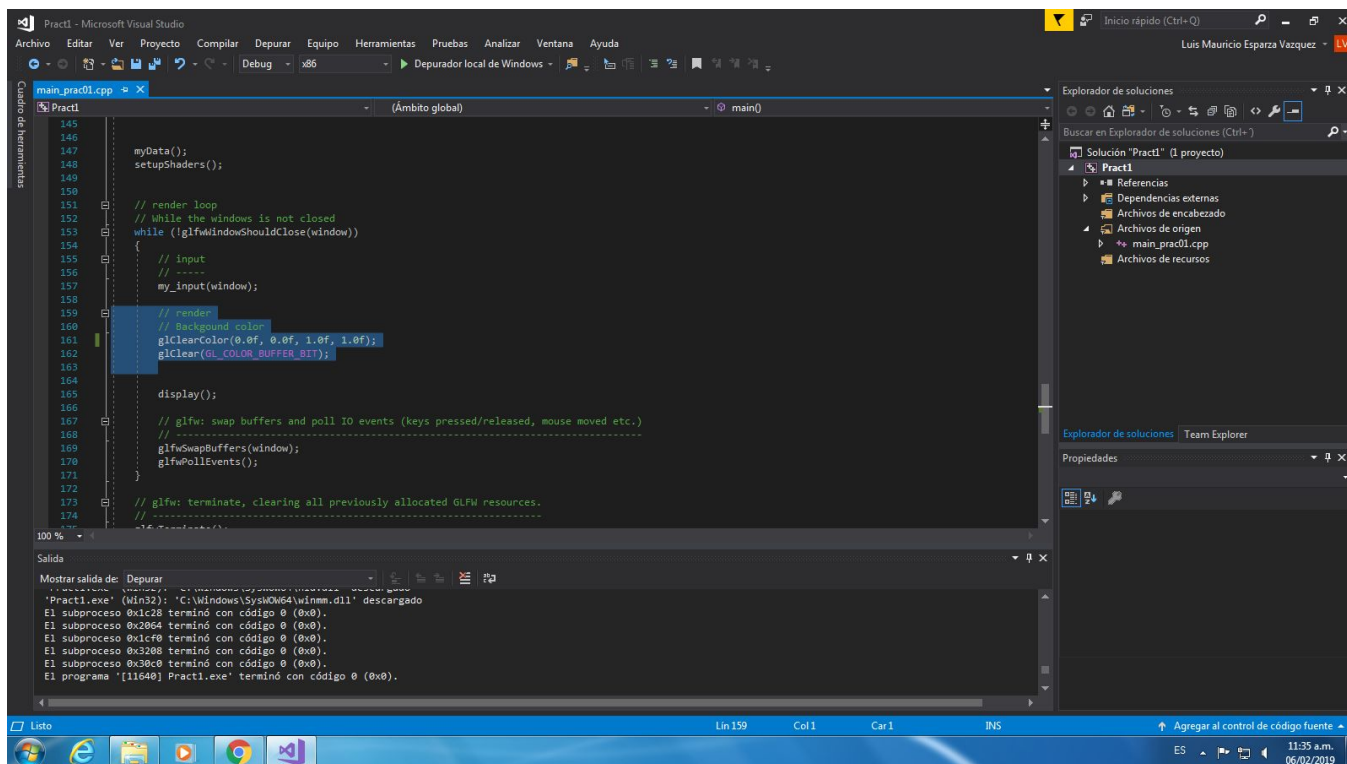 Pract1 - Microsoft Visual Studio
Inicio rápido (Ctrl+Q)
Archivo Editar Ver Proyecto Compilar Depurar Equipo Herramientas Pruebas Analizar Ventana Ayuda
Luis Mauricio Esparza Vazquez LV
Debug x86 Depurador local de Windows
Cuadro de herramientas
main_prac01.cpp
Pract1 (Ámbito global) main()
145
146
147 myData();
148 setupShaders();
149
150
151 // render loop
152 // While the windows is not closed
153 while (!glfwWindowShouldClose(window))
154 {
155 // input
156 // -----
157 my_input(window);
158
159 // render
160 // Backgound color
161 glClearColor(0.0f, 0.0f, 1.0f, 1.0f);
162 glClear(GL_COLOR_BUFFER_BIT);
163
164
165 display();
166
167 // glfw: swap buffers and poll IO events (keys pressed/released, mouse moved etc.)
168 // -------------------------------------------------------------------------------
169 glfwSwapBuffers(window);
170 glfwPollEvents();
171 }
172
173 // glfw: terminate, clearing all previously allocated GLFW resources.
174 // ------------------------------------------------------------------
100 %
Explorador de soluciones
Buscar en Explorador de soluciones (Ctrl+´)
Solución "Pract1" (1 proyecto)
Pract1
Referencias
Dependencias externas
Archivos de encabezado
Archivos de origen
main_prac01.cpp
Archivos de recursos
Explorador de soluciones Team Explorer
Propiedades
Salida
Mostrar salida de: Depurar
'Pract1.exe' (Win32): 'C:\Windows\SysWOW64\winmm.dll' descargado
El subproceso 0x1c28 terminó con código 0 (0x0).
El subproceso 0x2064 terminó con código 0 (0x0).
El subproceso 0x1cf0 terminó con código 0 (0x0).
El subproceso 0x3208 terminó con código 0 (0x0).
El subproceso 0x30c0 terminó con código 0 (0x0).
El programa '[11640] Pract1.exe' terminó con código 0 (0x0).
Listo Lín 159 Col 1 Car 1 INS Agregar al control de código fuente
ES 11:35 a.m.
06/02/2019